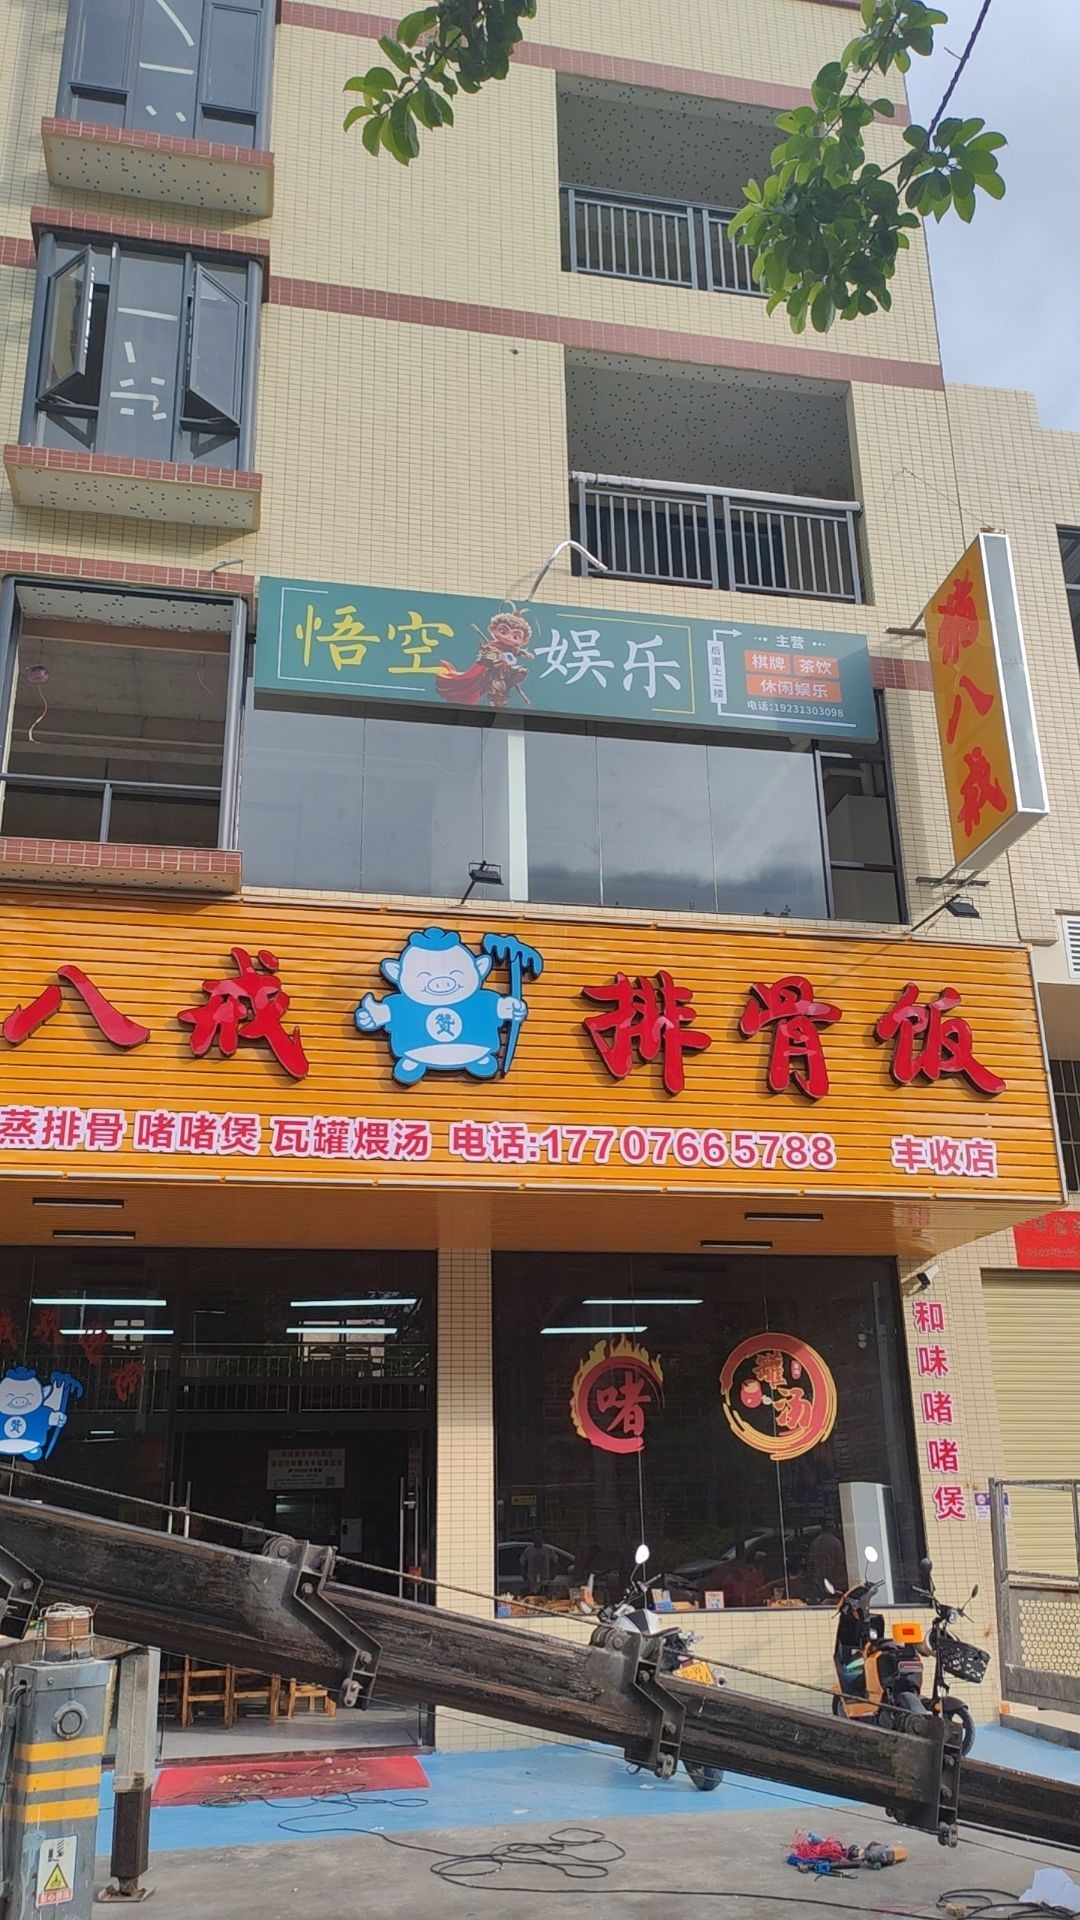 悟空
娱乐
后面上二楼
主营
棋牌 茶饮
休闲娱乐
电话:19231303098
猪八戒
八戒
赞
排骨饭
蒸排骨 啫啫煲 瓦罐煨汤 电话:17707665788 丰收店
赞
啫
罐汤
和味啫啫煲